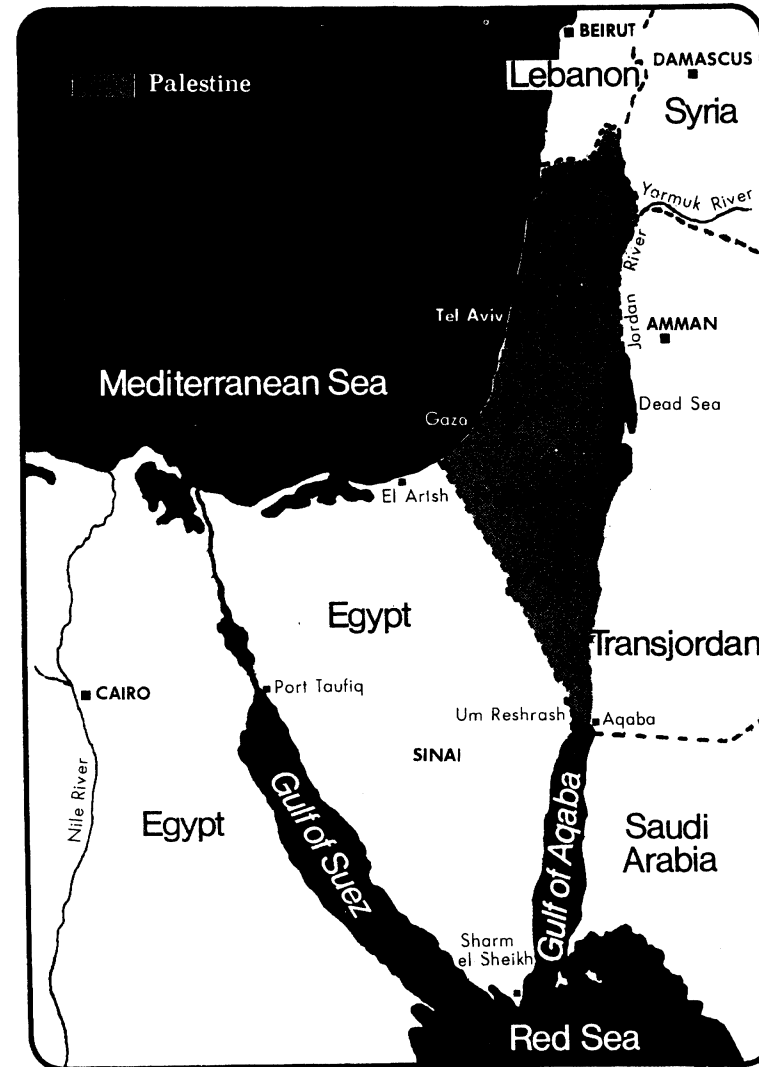 BEIRUT
DAMASCUS
Lebanon
Palestine
Syria
Yarmuk River
Jordan River
Tel Aviv
AMMAN
Mediterranean Sea
Dead Sea
Gaza
El Arish
Egypt
Transjordan
Port Taufiq
CAIRO
Um Reshrash
Aqaba
SINAI
Nile River
Gulf of Suez
Gulf of Aqaba
Egypt
Saudi
Arabia
Sharm
el Sheikh
Red Sea